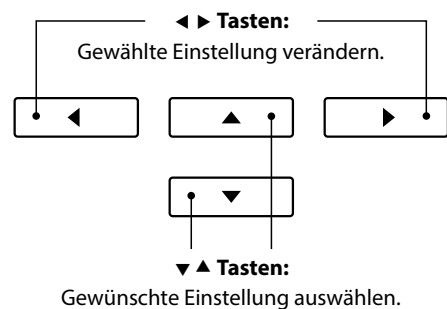 ◀ ▶ Tasten:
Gewählte Einstellung verändern.
◀ ▲ ▶
▼
▼ ▲ Tasten:
Gewünschte Einstellung auswählen.